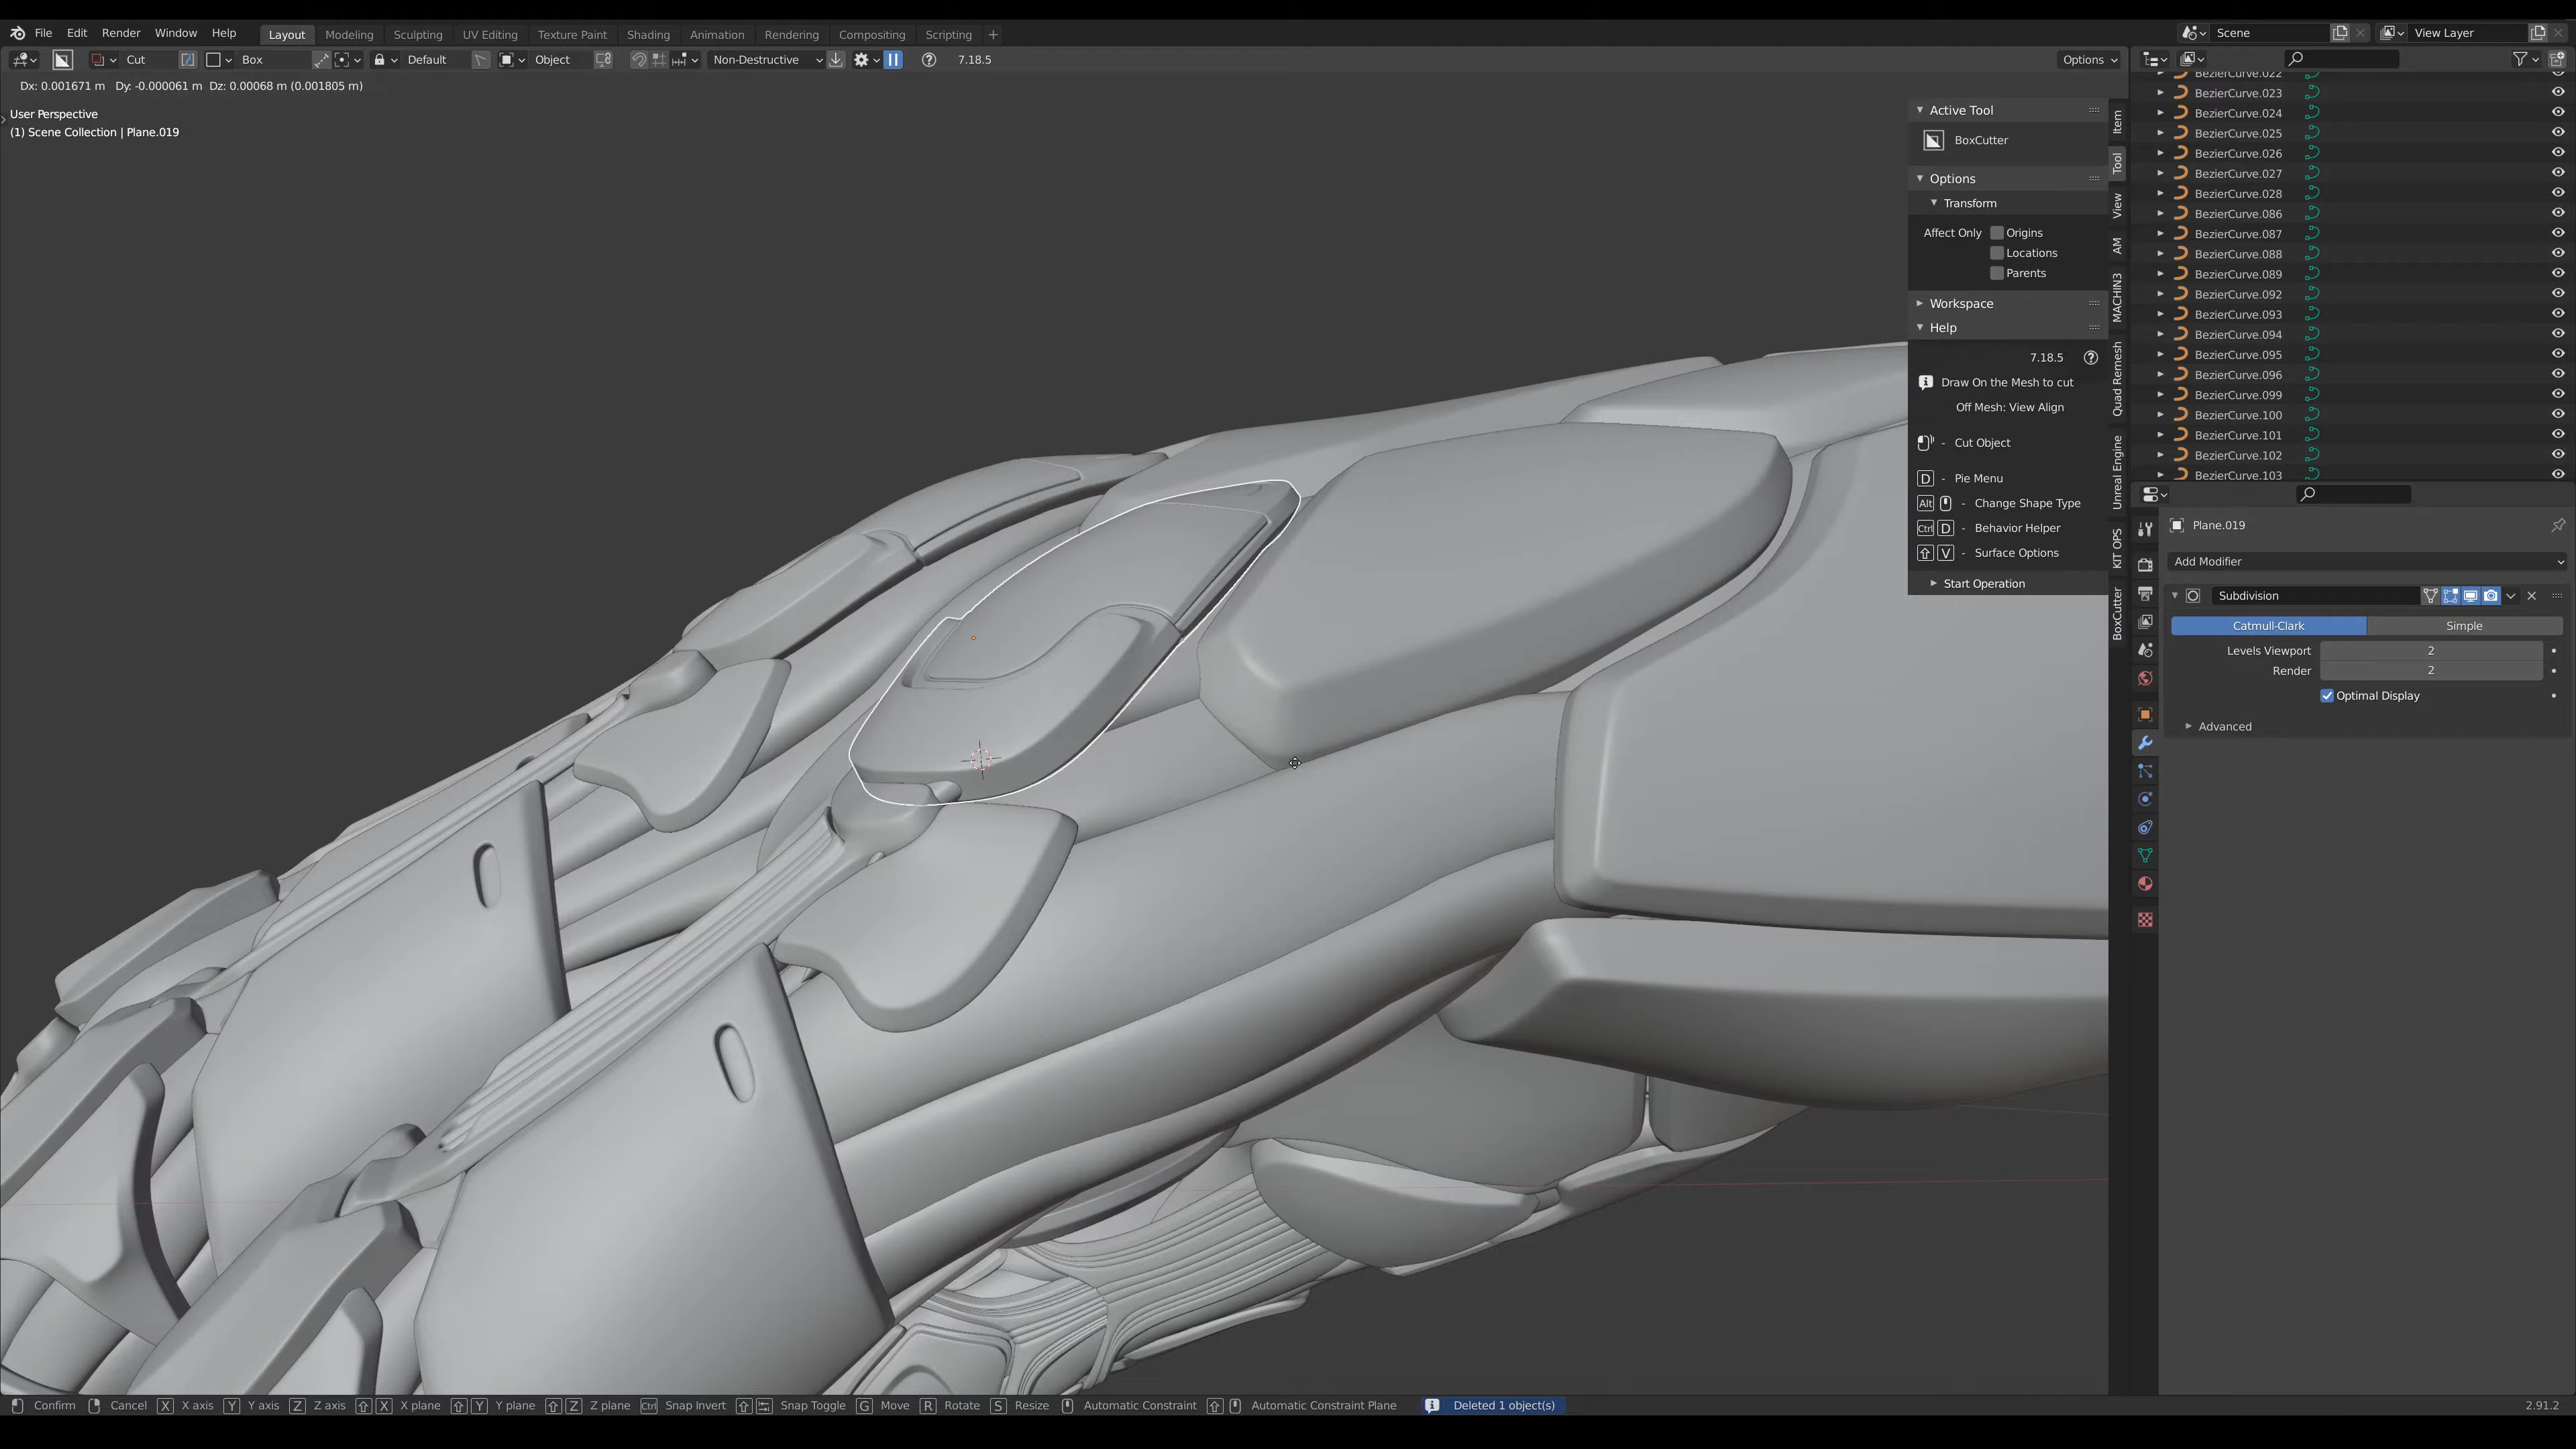 File Edit Render Window Help Layout Modeling Sculpting UV Editing Texture Paint Shading Animation Rendering Compositing Scripting + Scene View Layer
Cut Box Default Object Non-Destructive 7.18.5 Options
Dx: 0.001671 m Dy: -0.000061 m Dz: 0.00068 m (0.001805 m)
User Perspective
(1) Scene Collection | Plane.019
Active Tool
BoxCutter
Options
Transform
Affect Only Origins
Locations
Parents
Workspace
Help
7.18.5
Draw On the Mesh to cut
Off Mesh: View Align
- Cut Object
D - Pie Menu
Alt - Change Shape Type
Ctrl D - Behavior Helper
V - Surface Options
Start Operation
Item
Tool
View
AM
MACHIN3
Quad Remesh
Unreal Engine
KIT OPS
BoxCutter
BezierCurve.022
BezierCurve.023
BezierCurve.024
BezierCurve.025
BezierCurve.026
BezierCurve.027
BezierCurve.028
BezierCurve.086
BezierCurve.087
BezierCurve.088
BezierCurve.089
BezierCurve.092
BezierCurve.093
BezierCurve.094
BezierCurve.095
BezierCurve.096
BezierCurve.099
BezierCurve.100
BezierCurve.101
BezierCurve.102
BezierCurve.103
Plane.019
Add Modifier
Subdivision
Catmull-Clark Simple
Levels Viewport 2
Render 2
Optimal Display
Advanced
Confirm Cancel X X axis Y Y axis Z Z axis X X plane Y Y plane Z Z plane Ctrl Snap Invert Snap Toggle G Move R Rotate S Resize Automatic Constraint Automatic Constraint Plane Deleted 1 object(s) 2.91.2